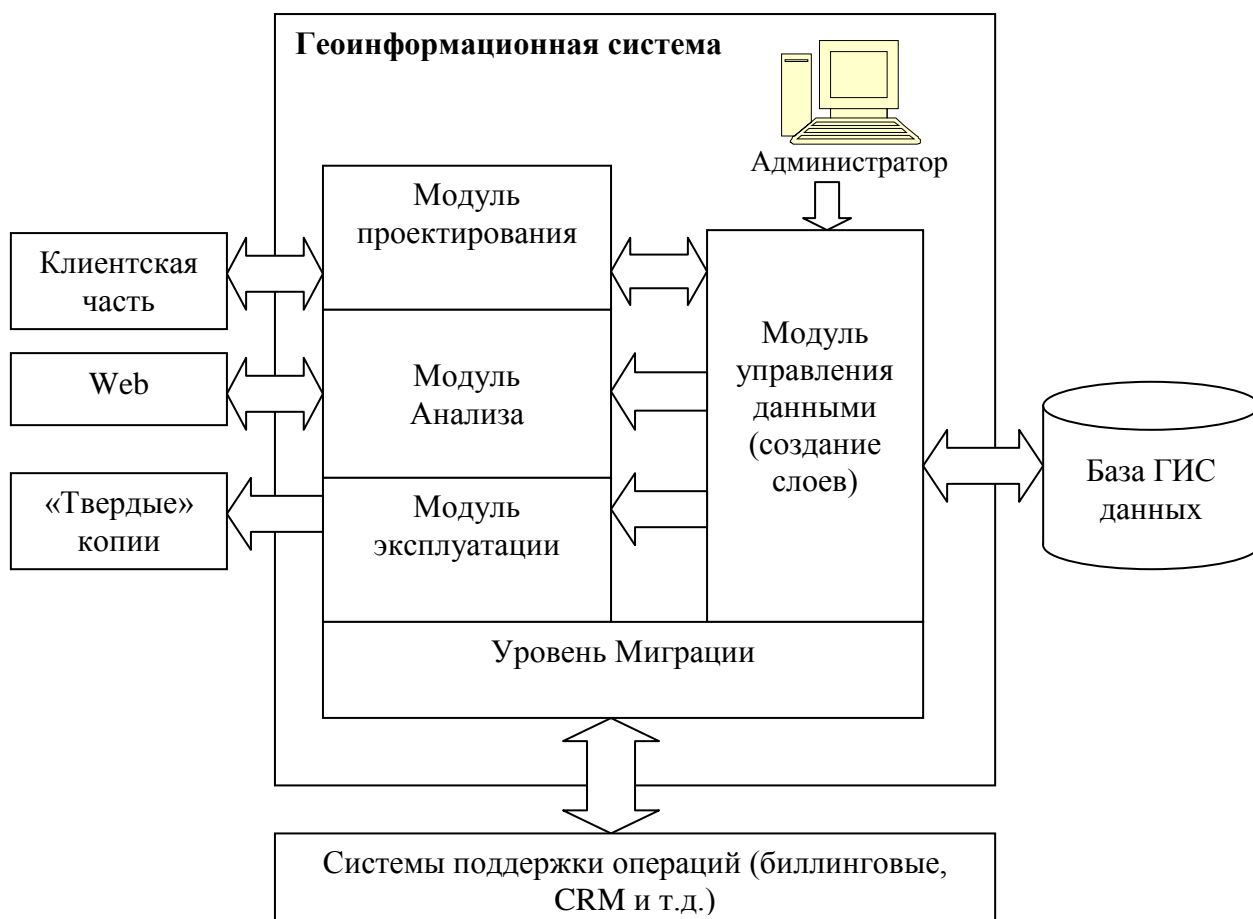 Геоинформационная система
Администратор
Модуль
проектирования
Клиентская
часть
Модуль
управления
данными
(создание
слоев)
Web
Модуль
Анализа
База ГИС
данных
«Твердые»
копии
Модуль
эксплуатации
Уровень Миграции
Системы поддержки операций (биллинговые,
CRM и т.д.)